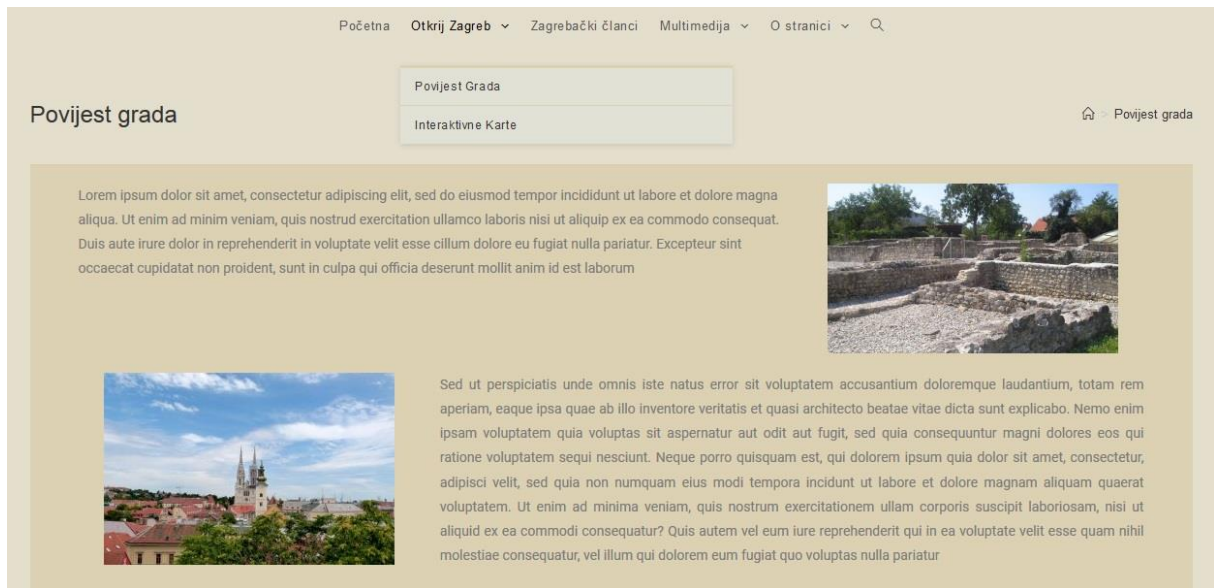 Početna Otkrij Zagreb Zagrebački članci Multimedija O stranici
Povijest Grada
Interaktivne Karte
Povijest grada
> Povijest grada
Lorem ipsum dolor sit amet, consectetur adipiscing elit, sed do eiusmod tempor incididunt ut labore et dolore magna
aliqua. Ut enim ad minim veniam, quis nostrud exercitation ullamco laboris nisi ut aliquip ex ea commodo consequat.
Duis aute irure dolor in reprehenderit in voluptate velit esse cillum dolore eu fugiat nulla pariatur. Excepteur sint
occaecat cupidatat non proident, sunt in culpa qui officia deserunt mollit anim id est laborum
Sed ut perspiciatis unde omnis iste natus error sit voluptatem accusantium doloremque laudantium, totam rem
aperiam, eaque ipsa quae ab illo inventore veritatis et quasi architecto beatae vitae dicta sunt explicabo. Nemo enim
ipsam voluptatem quia voluptas sit aspernatur aut odit aut fugit, sed quia consequuntur magni dolores eos qui
ratione voluptatem sequi nesciunt. Neque porro quisquam est, qui dolorem ipsum quia dolor sit amet, consectetur,
adipisci velit, sed quia non numquam eius modi tempora incidunt ut labore et dolore magnam aliquam quaerat
voluptatem. Ut enim ad minima veniam, quis nostrum exercitationem ullam corporis suscipit laboriosam, nisi ut
aliquid ex ea commodi consequatur? Quis autem vel eum iure reprehenderit qui in ea voluptate velit esse quam nihil
molestiae consequatur, vel illum qui dolorem eum fugiat quo voluptas nulla pariatur